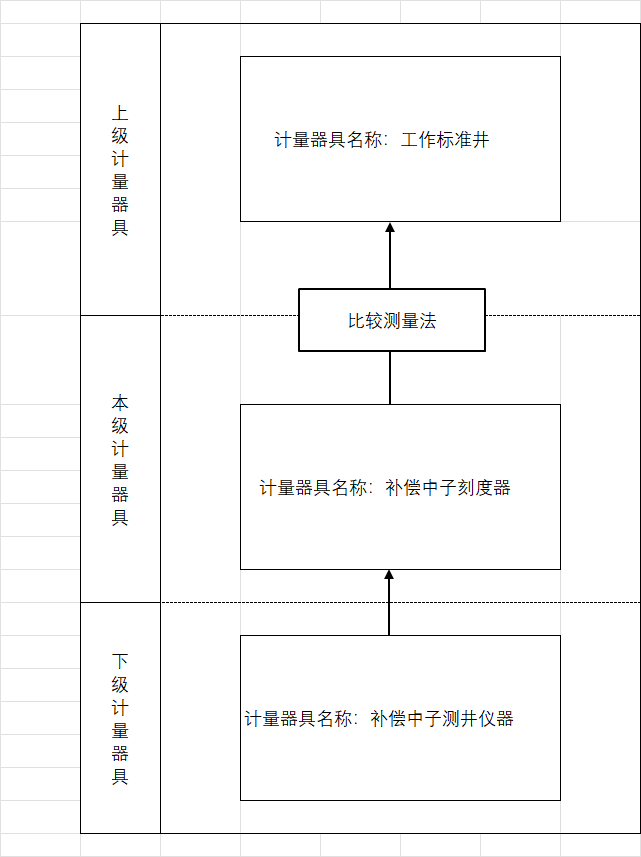 上级计量器具
计量器具名称：工作标准井
比较测量法
本级计量器具
计量器具名称：补偿中子刻度器
下级计量器具
计量器具名称：补偿中子测井仪器